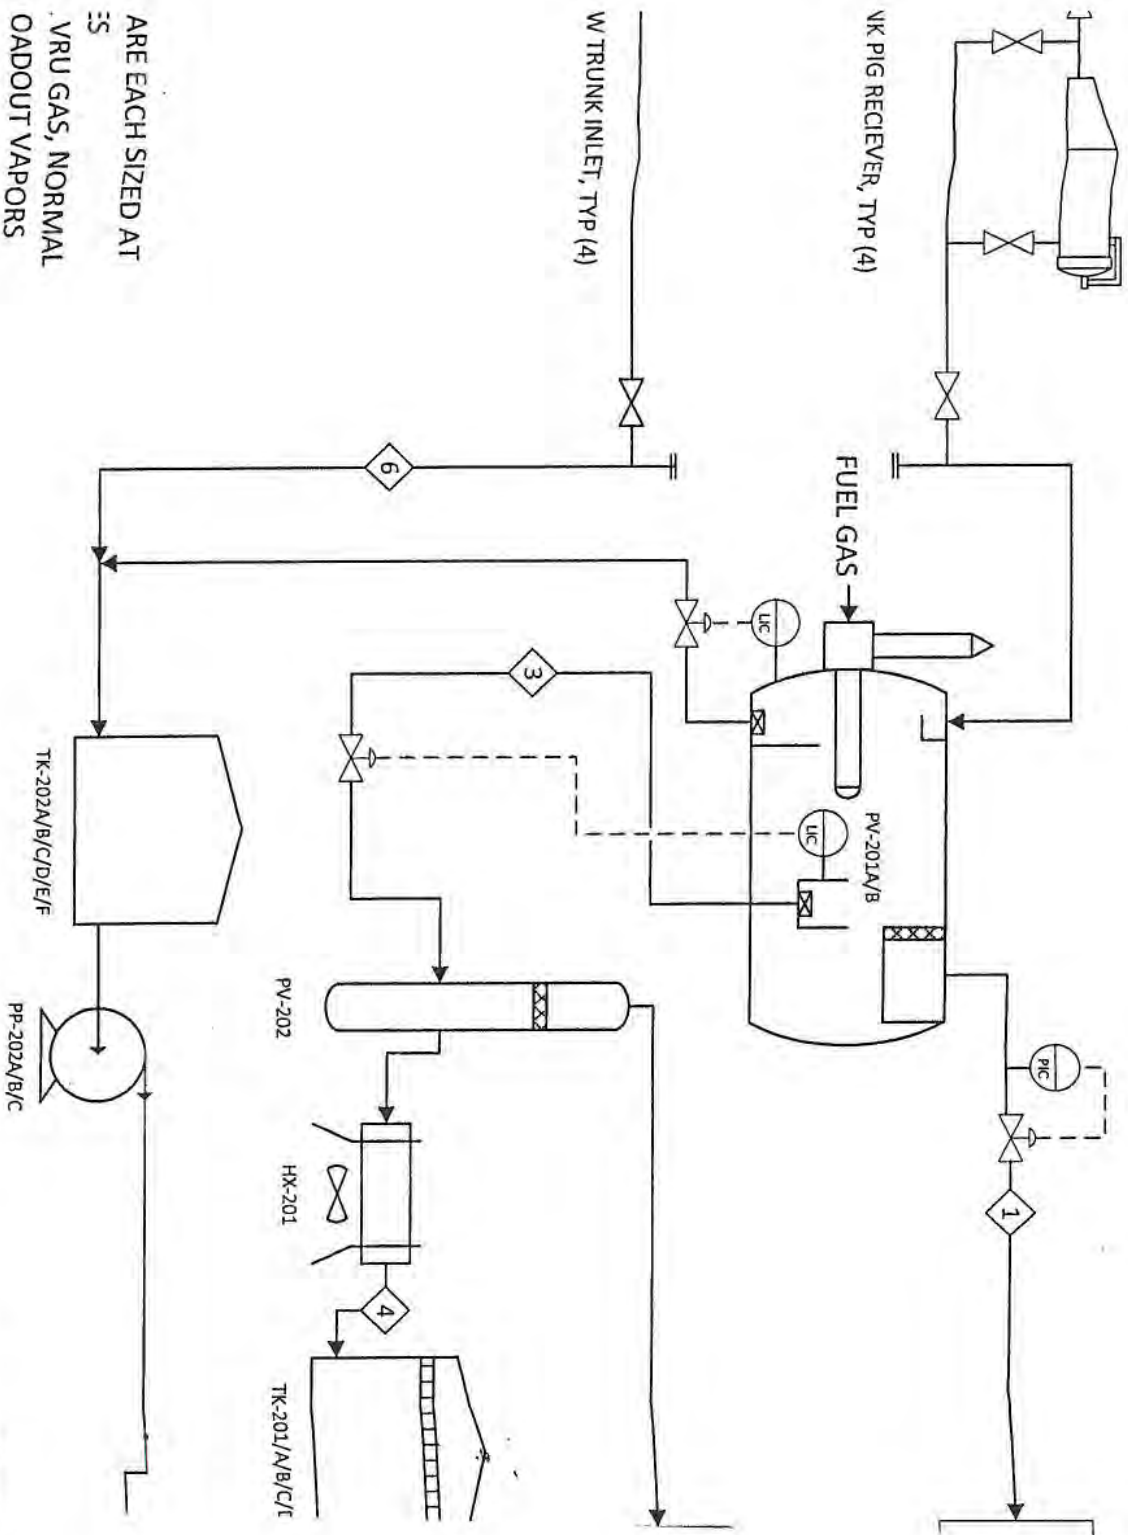 NK PIG RECIEVER, TYP (4)
W TRUNK INLET, TYP (4)
FUEL GAS
PIC
1
PV-201A/B
LIC
LIC
3
6
PV-202
HX-201
4
TK-201/A/B/C/
TK-202A/B/C/D/E/F
PP-202A/B/C
ARE EACH SIZED AT
ES
VRU GAS, NORMAL
OADOUT VAPORS